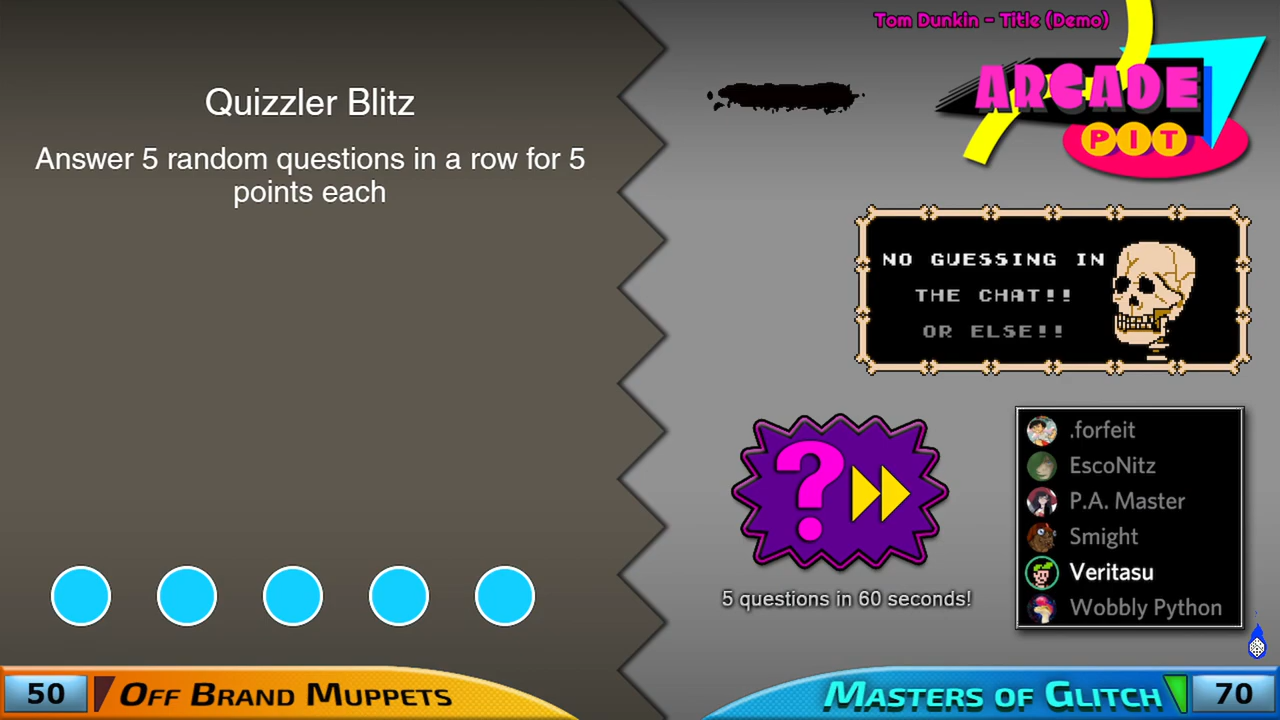 Tom Dunkin - Title (Demo)
ARCADE
PIT
Quizzler Blitz
Answer 5 random questions in a row for 5
points each
NO GUESSING IN
THE CHAT!!
OR ELSE!!
?
5 questions in 60 seconds!
.forfeit
EscoNitz
P.A. Master
Smight
Veritasu
Wobbly Python
50
OFF BRAND MUPPETS
MASTERS OF GLITCH
70